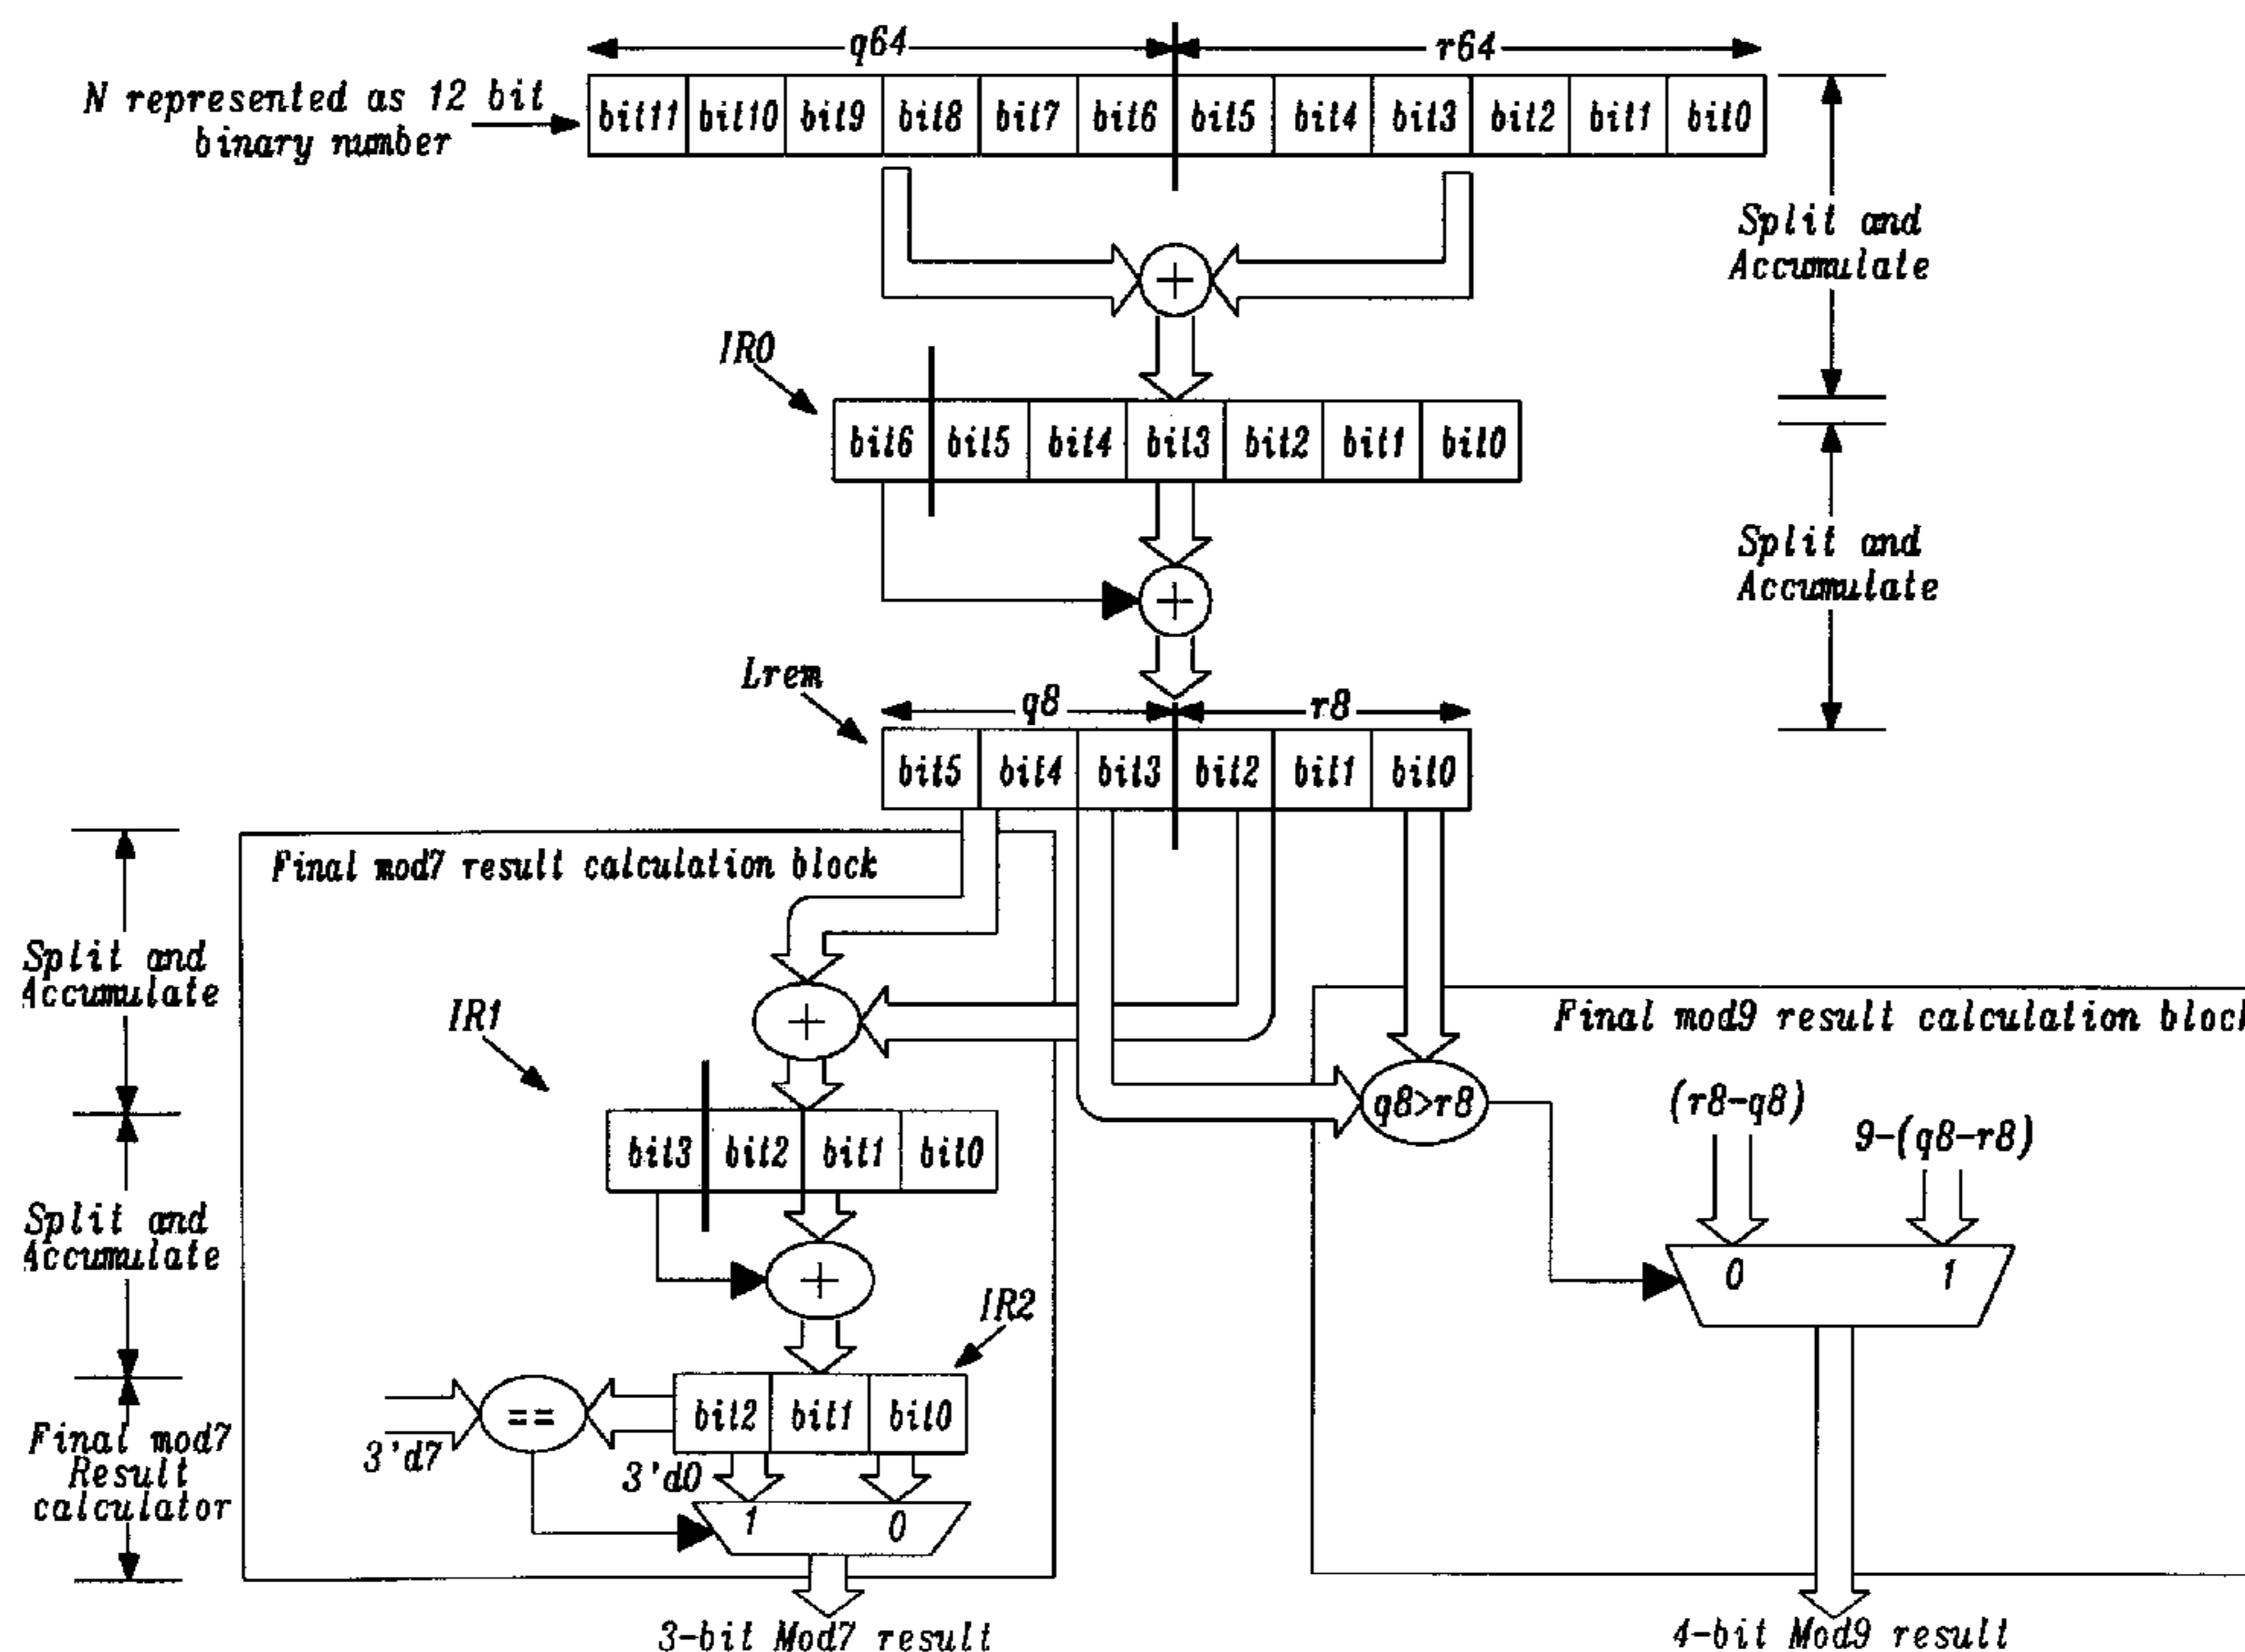 q64
r64
N represented as 12 bit
binary number
bit11 bit10 bit9 bit8 bit7 bit6 bit5 bit4 bit3 bit2 bit1 bit0
Split and
Accumulate
+
IR0
bit6 bit5 bit4 bit3 bit2 bit1 bit0
Split and
Accumulate
+
Lrem
q8
r8
bit5 bit4 bit3 bit2 bit1 bit0
Final mod7 result calculation block
Split and
Accumulate
+
IR1
Final mod9 result calculation block
q8>r8
(r8-q8)
9-(q8-r8)
bit3 bit2 bit1 bit0
Split and
Accumulate
+
0 1
IR2
==
bit2 bit1 bit0
3'd7
3'd0
Final mod7
Result
calculator
1 0
3-bit Mod7 result
4-bit Mod9 result